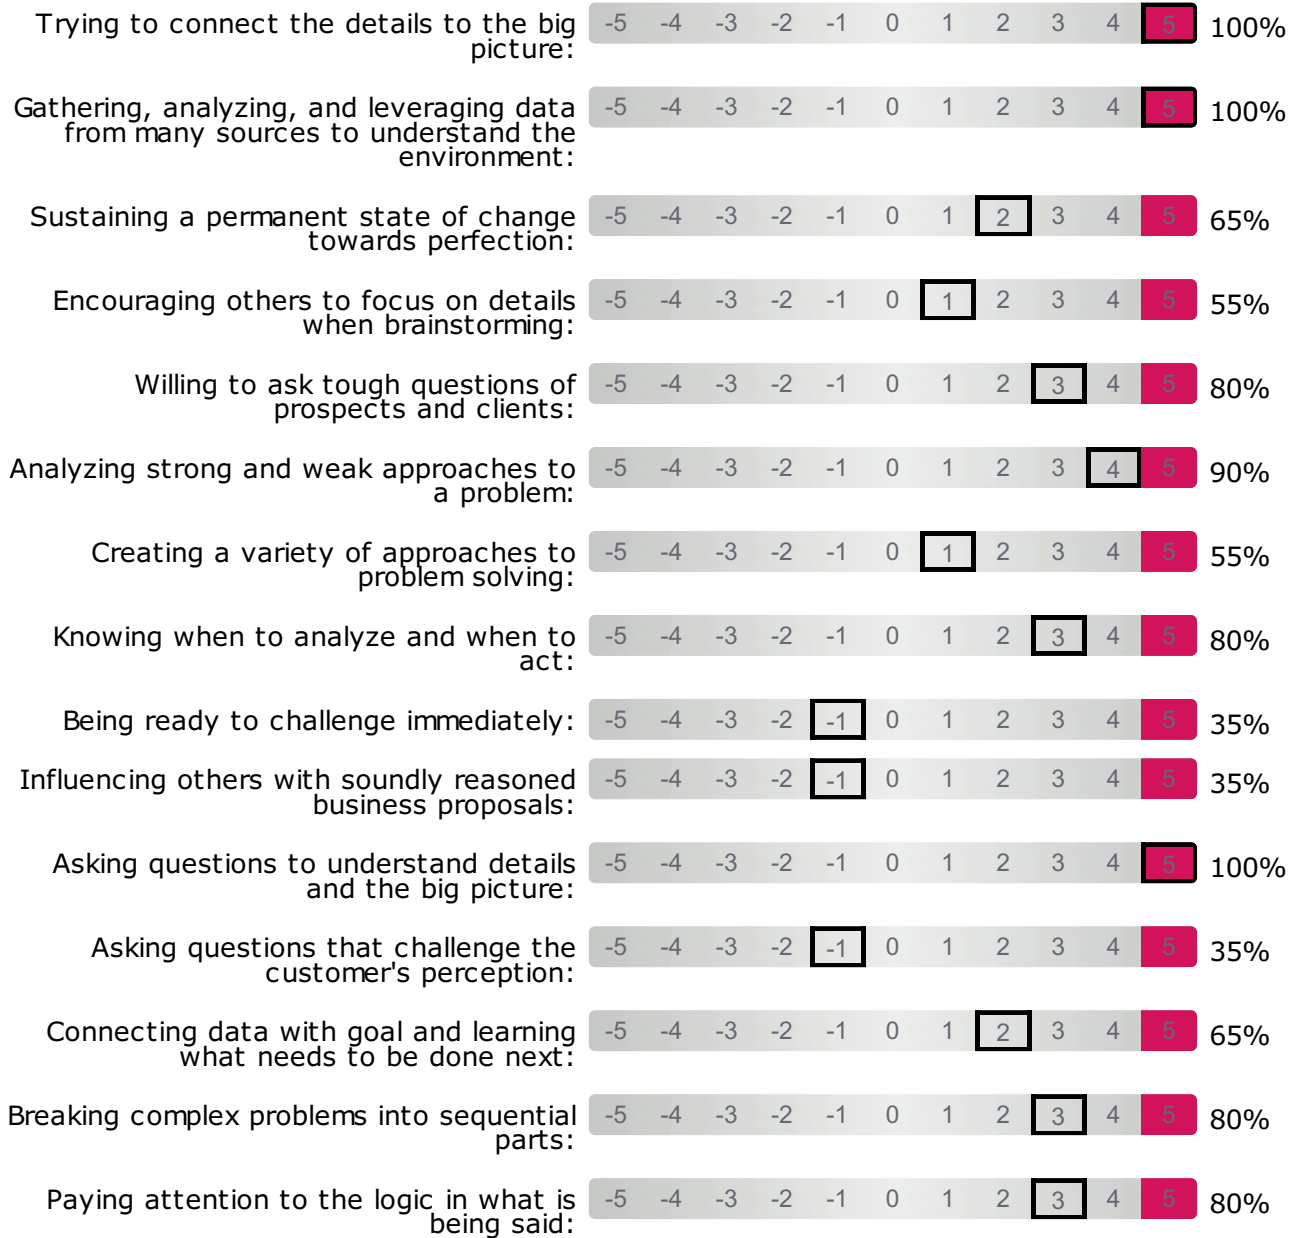 Trying to connect the details to the big -5 -4 -3 -2 -1 0 1 2 3 4 5 100%
picture:
Gathering, analyzing, and leveraging data -5 -4 -3 -2 -1 0 1 2 3 4 5 100%
from many sources to understand the
environment:
Sustaining a permanent state of change -5 -4 -3 -2 -1 0 1 2 3 4 5 65%
towards perfection:
Encouraging others to focus on details -5 -4 -3 -2 -1 0 1 2 3 4 5 55%
when brainstorming:
Willing to ask tough questions of -5 -4 -3 -2 -1 0 1 2 3 4 5 80%
prospects and clients:
Analyzing strong and weak approaches to -5 -4 -3 -2 -1 0 1 2 3 4 5 90%
a problem:
Creating a variety of approaches to -5 -4 -3 -2 -1 0 1 2 3 4 5 55%
problem solving:
Knowing when to analyze and when to -5 -4 -3 -2 -1 0 1 2 3 4 5 80%
act:
Being ready to challenge immediately: -5 -4 -3 -2 -1 0 1 2 3 4 5 35%
Influencing others with soundly reasoned -5 -4 -3 -2 -1 0 1 2 3 4 5 35%
business proposals:
Asking questions to understand details -5 -4 -3 -2 -1 0 1 2 3 4 5 100%
and the big picture:
Asking questions that challenge the -5 -4 -3 -2 -1 0 1 2 3 4 5 35%
customer's perception:
Connecting data with goal and learning -5 -4 -3 -2 -1 0 1 2 3 4 5 65%
what needs to be done next:
Breaking complex problems into sequential -5 -4 -3 -2 -1 0 1 2 3 4 5 80%
parts:
Paying attention to the logic in what is -5 -4 -3 -2 -1 0 1 2 3 4 5 80%
being said: